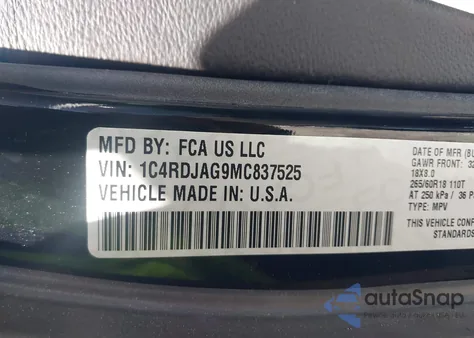 MFD BY: FCA US LLC
VIN: 1C4RDJAG9MC837525
VEHICLE MADE IN: U.S.A.
DATE OF MFR
GAWR FRONT:
18X8.0
265/60R18 110T
AT 250 kPa / 36
TYPE: MPV
THIS VEHICLE
STANDARDS
autoSnap